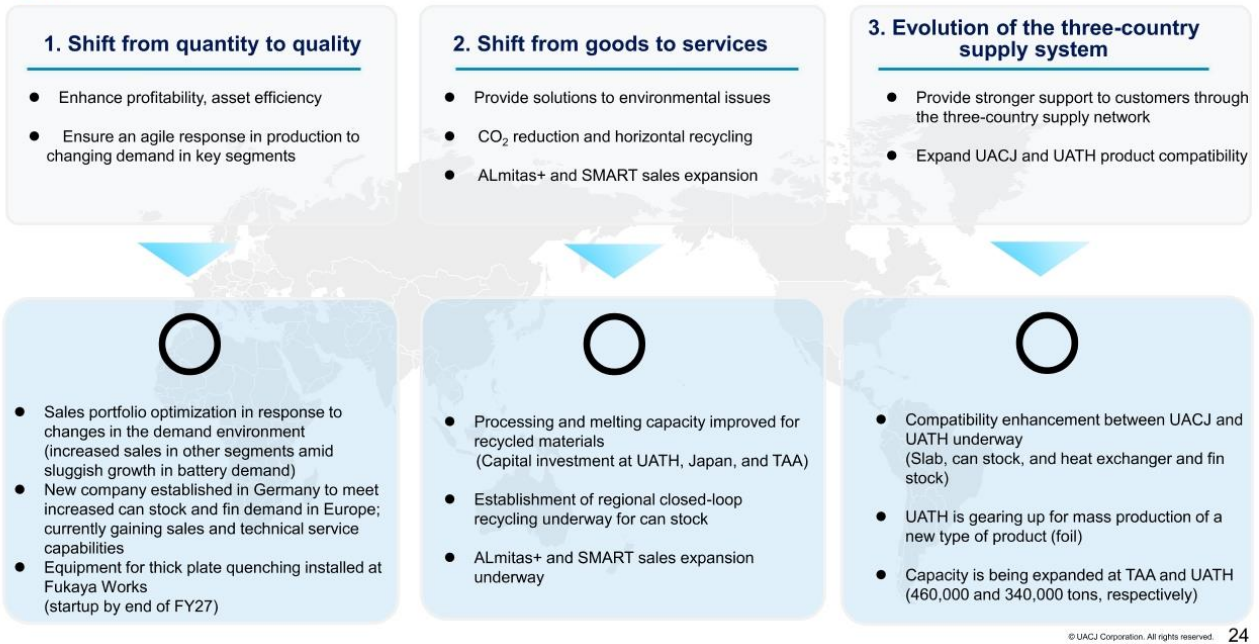 1. Shift from quantity to quality
● Enhance profitability, asset efficiency
● Ensure an agile response in production to
changing demand in key segments
2. Shift from goods to services
● Provide solutions to environmental issues
● CO₂ reduction and horizontal recycling
● ALmitas+ and SMART sales expansion
3. Evolution of the three-country
supply system
● Provide stronger support to customers through
the three-country supply network
● Expand UACJ and UATH product compatibility
● Sales portfolio optimization in response to
changes in the demand environment
(increased sales in other segments amid
sluggish growth in battery demand)
● New company established in Germany to meet
increased can stock and fin demand in Europe;
currently gaining sales and technical service
capabilities
● Equipment for thick plate quenching installed at
Fukaya Works
(startup by end of FY27)
● Processing and melting capacity improved for
recycled materials
(Capital investment at UATH, Japan, and TAA)
● Establishment of regional closed-loop
recycling underway for can stock
● ALmitas+ and SMART sales expansion
underway
● Compatibility enhancement between UACJ and
UATH underway
(Slab, can stock, and heat exchanger and fin
stock)
● UATH is gearing up for mass production of a
new type of product (foil)
● Capacity is being expanded at TAA and UATH
(460,000 and 340,000 tons, respectively)
© UACJ Corporation. All rights reserved. 24